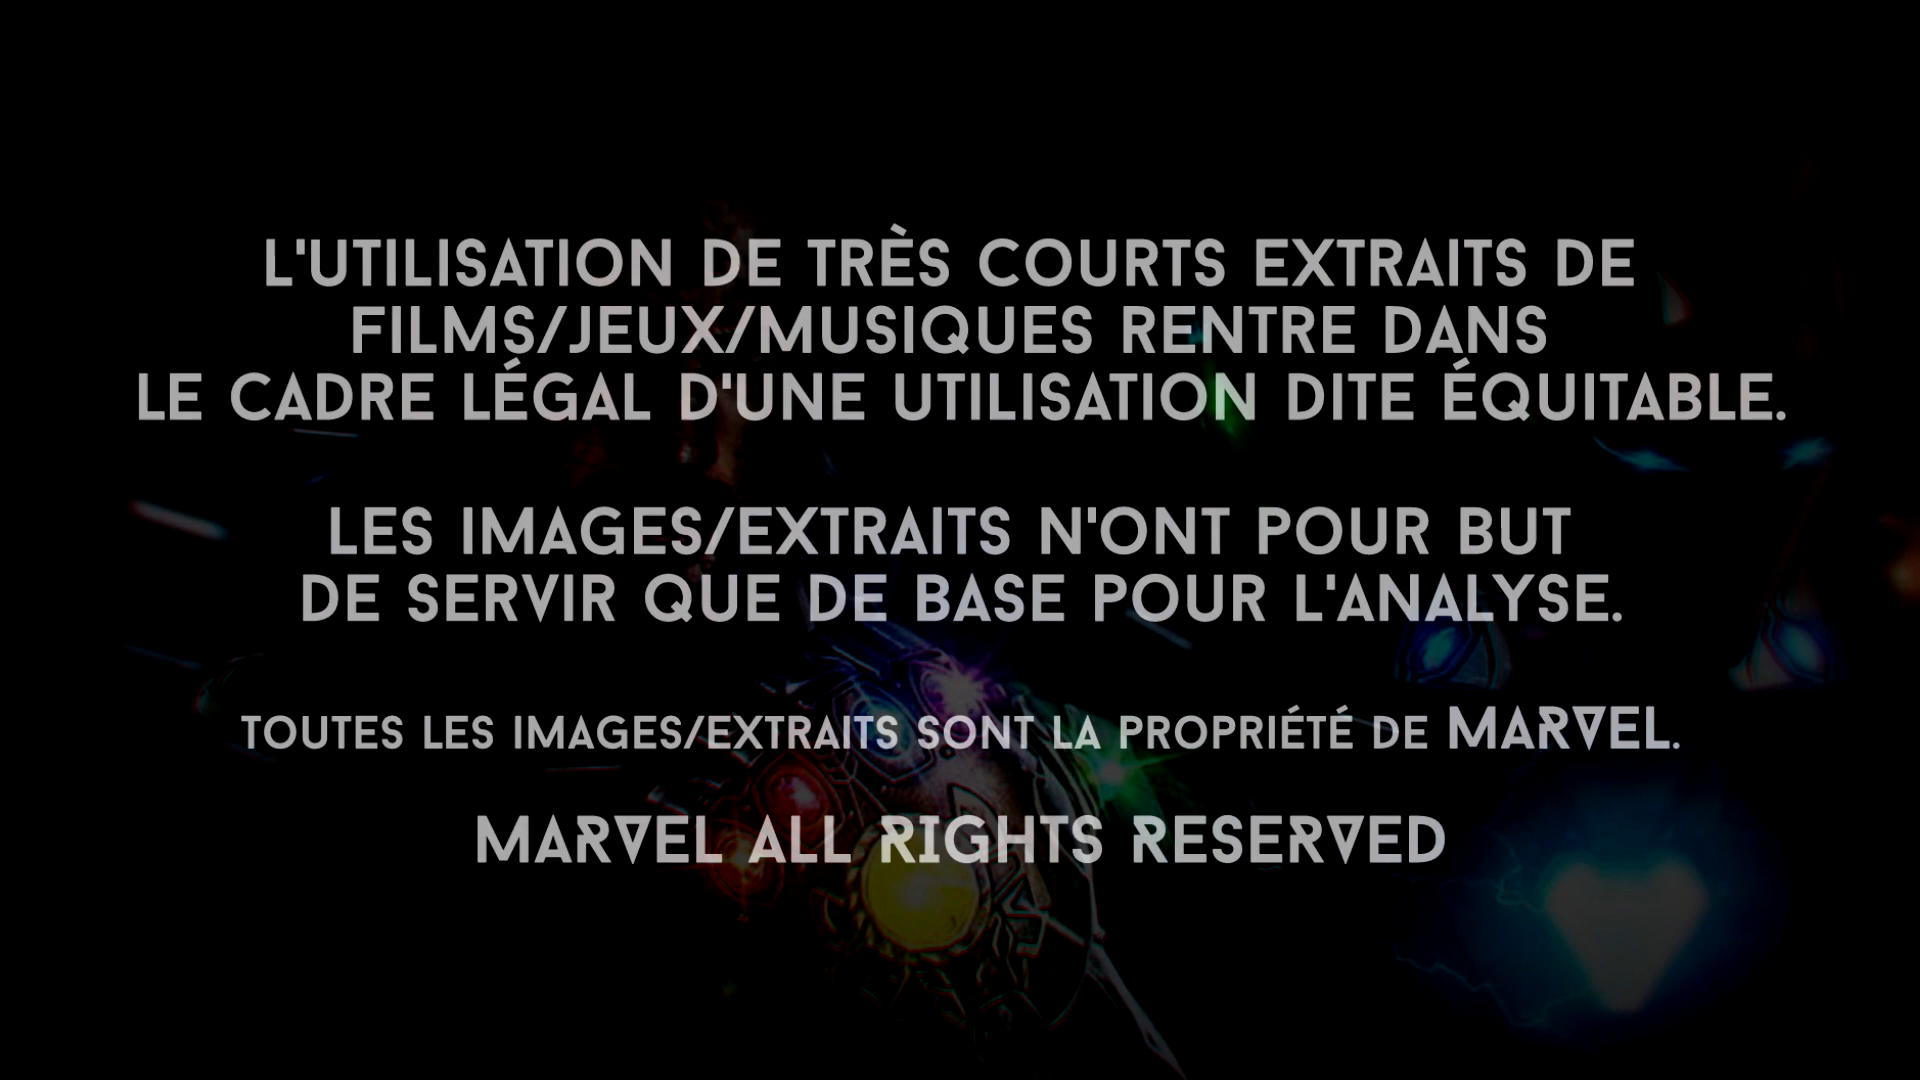 L'UTILISATION DE TRÈS COURTS EXTRAITS DE
FILMS/JEUX/MUSIQUES RENTRE DANS
LE CADRE LÉGAL D'UNE UTILISATION DITE ÉQUITABLE.
LES IMAGES/EXTRAITS N'ONT POUR BUT
DE SERVIR QUE DE BASE POUR L'ANALYSE.
TOUTES LES IMAGES/EXTRAITS SONT LA PROPRIÉTÉ DE MARVEL.
MARVEL ALL RIGHTS RESERVED